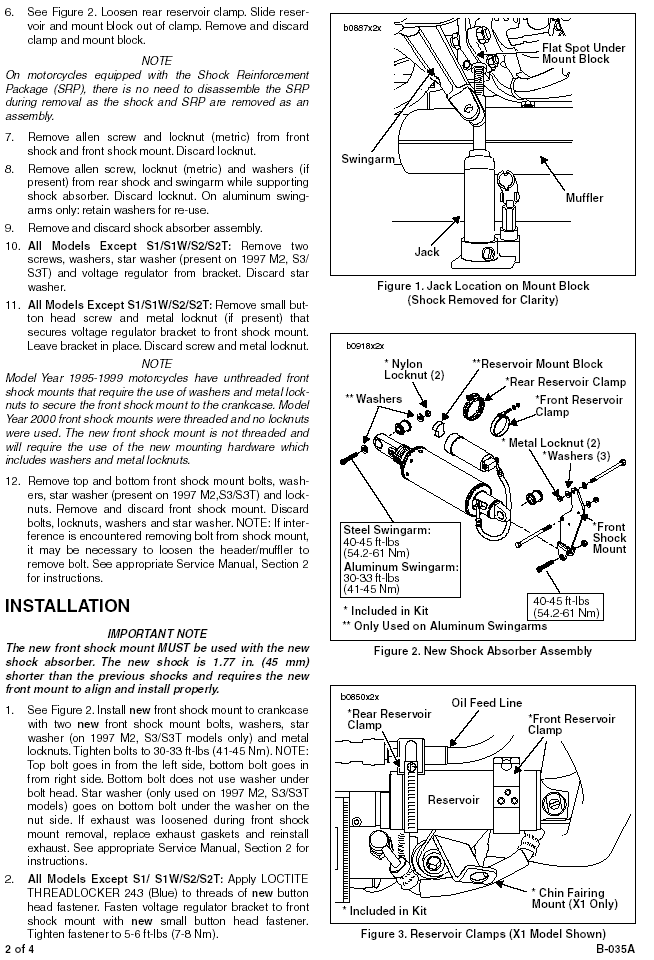 6. See Figure 2. Loosen rear reservoir clamp. Slide reser-
voir and mount block out of clamp. Remove and discard
clamp and mount block.
NOTE
On motorcycles equipped with the Shock Reinforcement
Package (SRP), there is no need to disassemble the SRP
during removal as the shock and SRP are removed as an
assembly.
7. Remove allen screw and locknut (metric) from front
shock and front shock mount. Discard locknut.
8. Remove allen screw, locknut (metric) and washers (if
present) from rear shock and swingarm while supporting
shock absorber. Discard locknut. On aluminum swing-
arms only: retain washers for re-use.
9. Remove and discard shock absorber assembly.
10. All Models Except S1/S1W/S2/S2T: Remove two
screws, washers, star washer (present on 1997 M2, S3/
S3T) and voltage regulator from bracket. Discard star
washer.
11. All Models Except S1/S1W/S2/S2T: Remove small but-
ton head screw and metal locknut (if present) that
secures voltage regulator bracket to front shock mount.
Leave bracket in place. Discard screw and metal locknut.
NOTE
Model Year 1995-1999 motorcycles have unthreaded front
shock mounts that require the use of washers and metal lock-
nuts to secure the front shock mount to the crankcase. Model
Year 2000 front shock mounts were threaded and no locknuts
were used. The new front shock mount is not threaded and
will require the use of the new mounting hardware which
includes washers and metal locknuts.
12. Remove top and bottom front shock mount bolts, wash-
ers, star washer (present on 1997 M2,S3/S3T) and lock-
nuts. Remove and discard front shock mount. Discard
bolts, locknuts, washers and star washer. NOTE: If inter-
ference is encountered removing bolt from shock mount,
it may be necessary to loosen the header/muffler to
remove bolt. See appropriate Service Manual, Section 2
for instructions.
INSTALLATION
IMPORTANT NOTE
The new front shock mount MUST be used with the new
shock absorber. The new shock is 1.77 in. (45 mm)
shorter than the previous shocks and requires the new
front mount to align and install properly.
1. See Figure 2. Install new front shock mount to crankcase
with two new front shock mount bolts, washers, star
washer (on 1997 M2, S3/S3T models only) and metal
locknuts. Tighten bolts to 30-33 ft-lbs (41-45 Nm). NOTE:
Top bolt goes in from the left side, bottom bolt goes in
from right side. Bottom bolt does not use washer under
bolt head. Star washer (only used on 1997 M2, S3/S3T
models) goes on bottom bolt under the washer on the
nut side. If exhaust was loosened during front shock
mount removal, replace exhaust gaskets and reinstall
exhaust. See appropriate Service Manual, Section 2 for
instructions.
2. All Models Except S1/ S1W/S2/S2T: Apply LOCTITE
THREADLOCKER 243 (Blue) to threads of new button
head fastener. Fasten voltage regulator bracket to front
shock mount with new small button head fastener.
Tighten fastener to 5-6 ft-lbs (7-8 Nm).
2 of 4
b0887x2x
Flat Spot Under
Mount Block
Swingarm
Muffler
Jack
Figure 1. Jack Location on Mount Block
(Shock Removed for Clarity)
b0918x2x
* Nylon
Locknut (2)
**Reservoir Mount Block
*Rear Reservoir Clamp
** Washers
*Front Reservoir
Clamp
* Metal Locknut (2)
*Washers (3)
*Front
Shock
Mount
Steel Swingarm:
40-45 ft-lbs
(54.2-61 Nm)
Aluminum Swingarm:
30-33 ft-lbs
(41-45 Nm)
40-45 ft-lbs
(54.2-61 Nm)
* Included in Kit
** Only Used on Aluminum Swingarms
Figure 2. New Shock Absorber Assembly
b0850x2x
Oil Feed Line
*Rear Reservoir
Clamp
*Front Reservoir
Clamp
Reservoir
* Chin Fairing
Mount (X1 Only)
* Included in Kit
Figure 3. Reservoir Clamps (X1 Model Shown)
B-035A